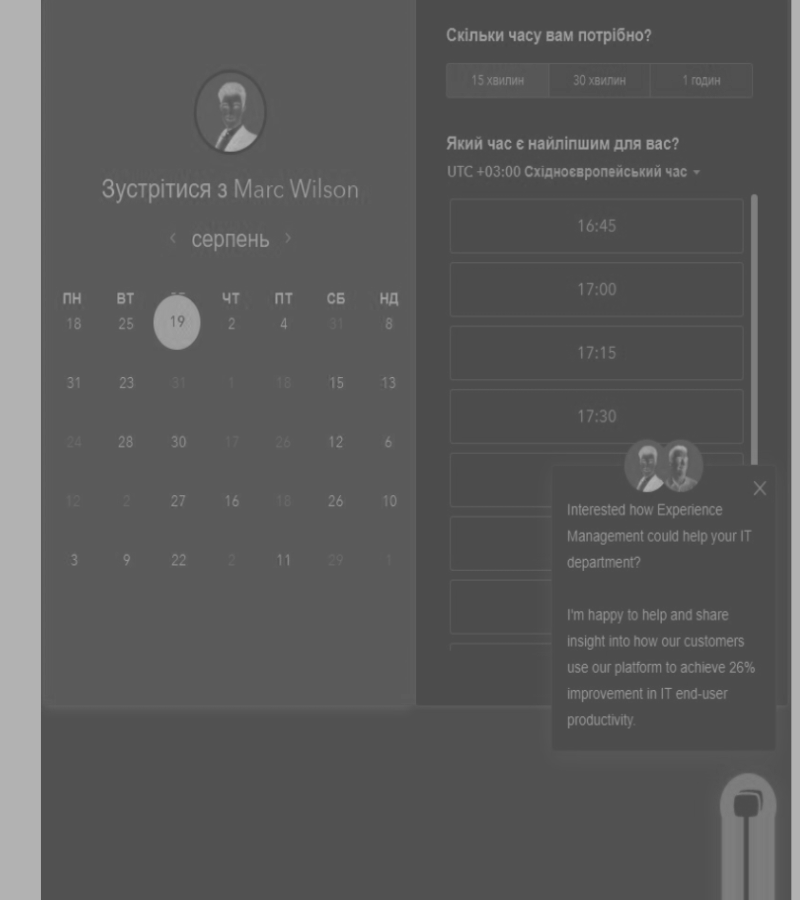 Зустрітися з Marc Wilson
серпень
ПН ВТ ЧТ ПТ СБ НД
18 25 19 2 4 31 8
31 23 31 1 18 15 13
24 28 30 17 26 12 6
12 2 27 16 18 26 10
3 9 22 2 11 29 1
Скільки часу вам потрібно?
15 хвилин 30 хвилин 1 годин
Який час є найліпшим для вас?
UTC +03:00 Східноєвропейський час
16:45
17:00
17:15
17:30
Interested how Experience
Management could help your IT
department?
I'm happy to help and share
insight into how our customers
use our platform to achieve 26%
improvement in IT end-user
productivity.